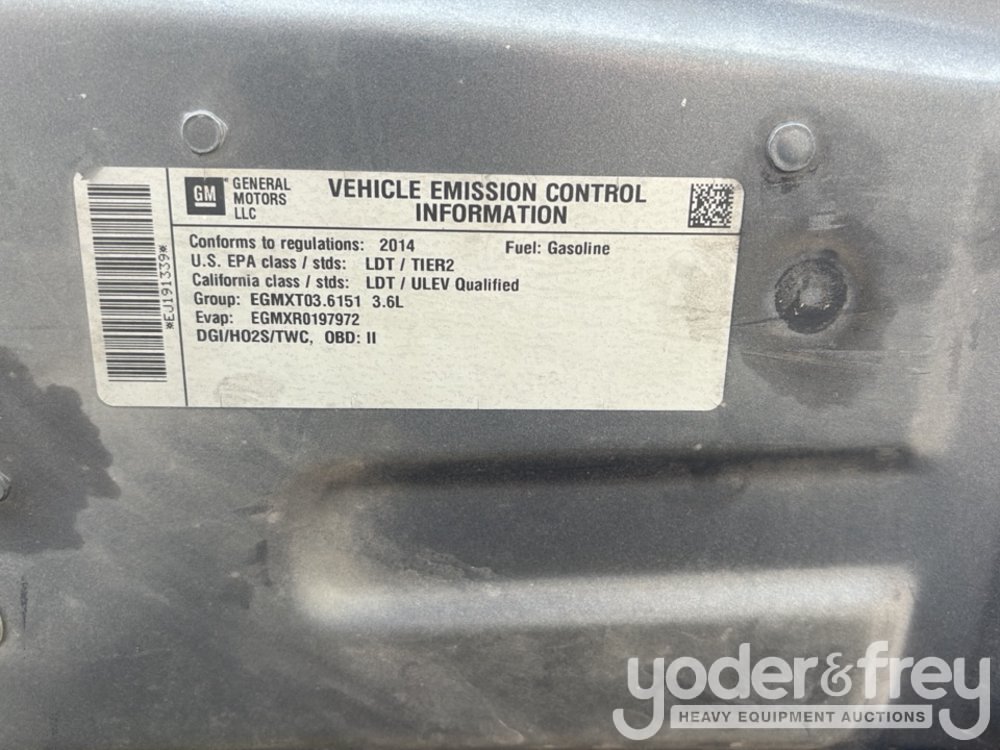 *EJ191339*
GM GENERAL
MOTORS
LLC
VEHICLE EMISSION CONTROL
INFORMATION
Conforms to regulations: 2014 Fuel: Gasoline
U.S. EPA class / stds: LDT / TIER2
California class / stds: LDT / ULEV Qualified
Group: EGMXT03.6151 3.6L
Evap: EGMXR0197972
DGI/HO2S/TWC, OBD: II
yoder&frey
HEAVY EQUIPMENT AUCTIONS